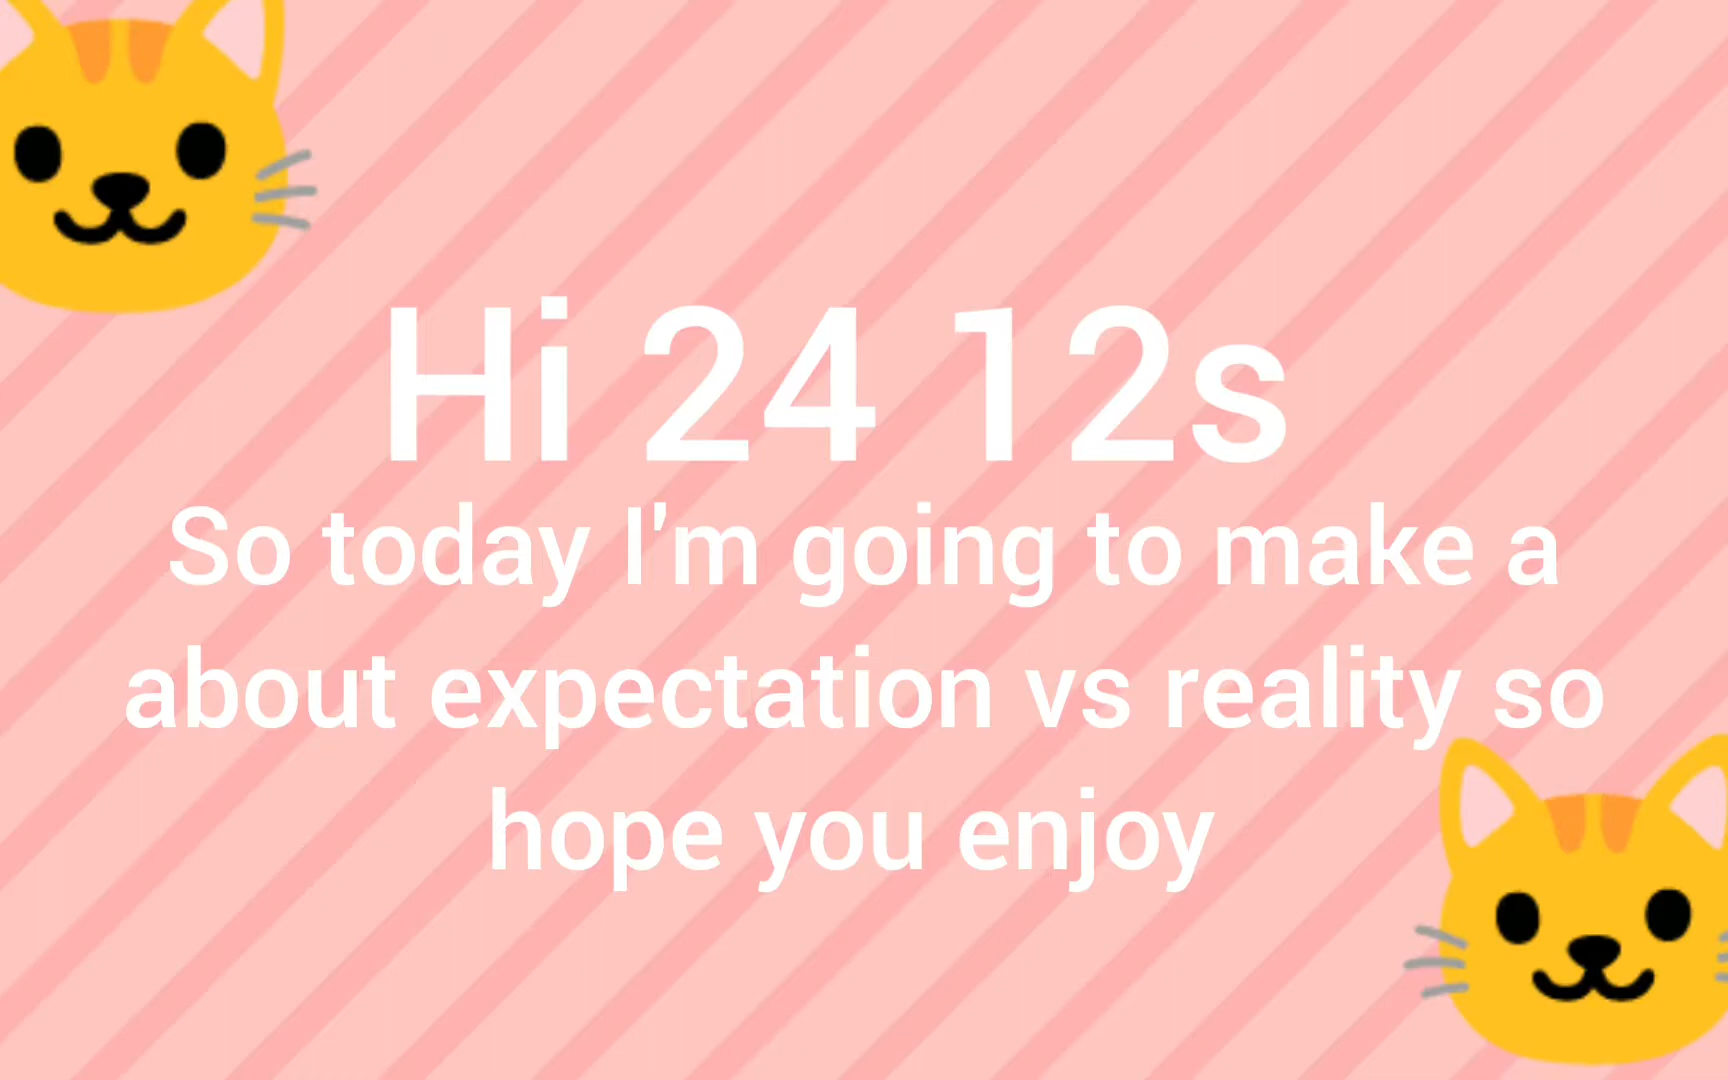 Hi 24 12s
So today I'm going to make a
about expectation vs reality so
hope you enjoy